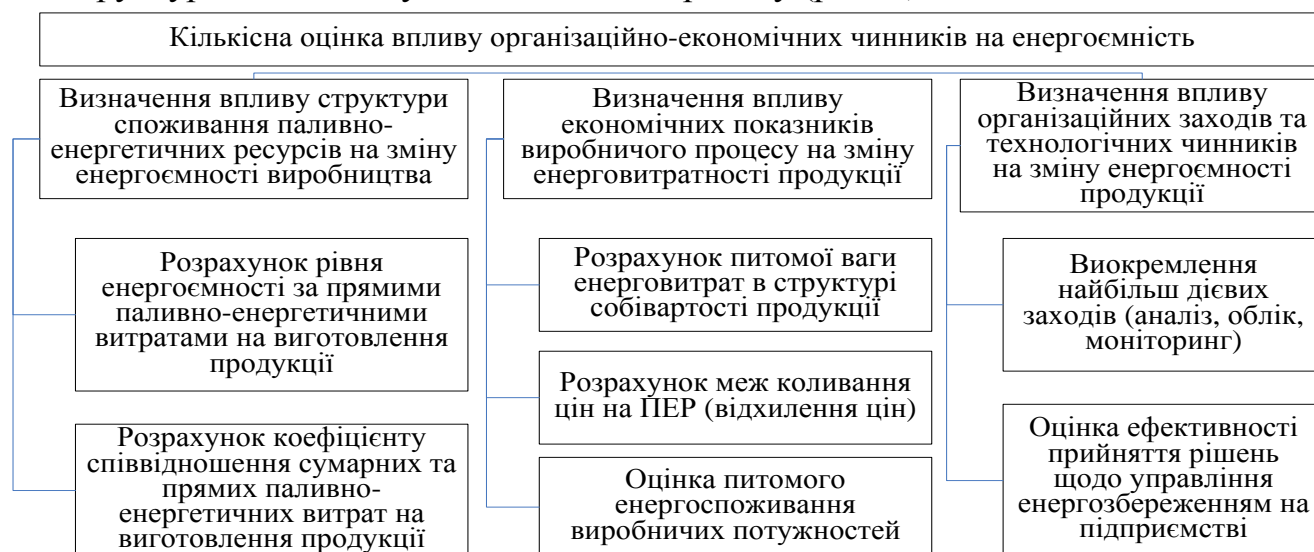 Кількісна оцінка впливу організаційно-економічних чинників на енергоємність
Визначення впливу структури
споживання паливно-
енергетичних ресурсів на зміну
енергоємності виробництва
Розрахунок рівня
енергоємності за прямими
паливно-енергетичними
витратами на виготовлення
продукції
Розрахунок коефіцієнту
співвідношення сумарних та
прямих паливно-
енергетичних витрат на
виготовлення продукції
Визначення впливу
економічних показників
виробничого процесу на зміну
енерговитратності продукції
Розрахунок питомої ваги
енерговитрат в структурі
собівартості продукції
Розрахунок меж коливання
цін на ПЕР (відхилення цін)
Оцінка питомого
енергоспоживання
виробничих потужностей
Визначення впливу
організаційних заходів та
технологічних чинників
на зміну енергоємності
продукції
Виокремлення
найбільш дієвих
заходів (аналіз, облік,
моніторинг)
Оцінка ефективності
прийняття рішень
щодо управління
енергозбереженням на
підприємстві